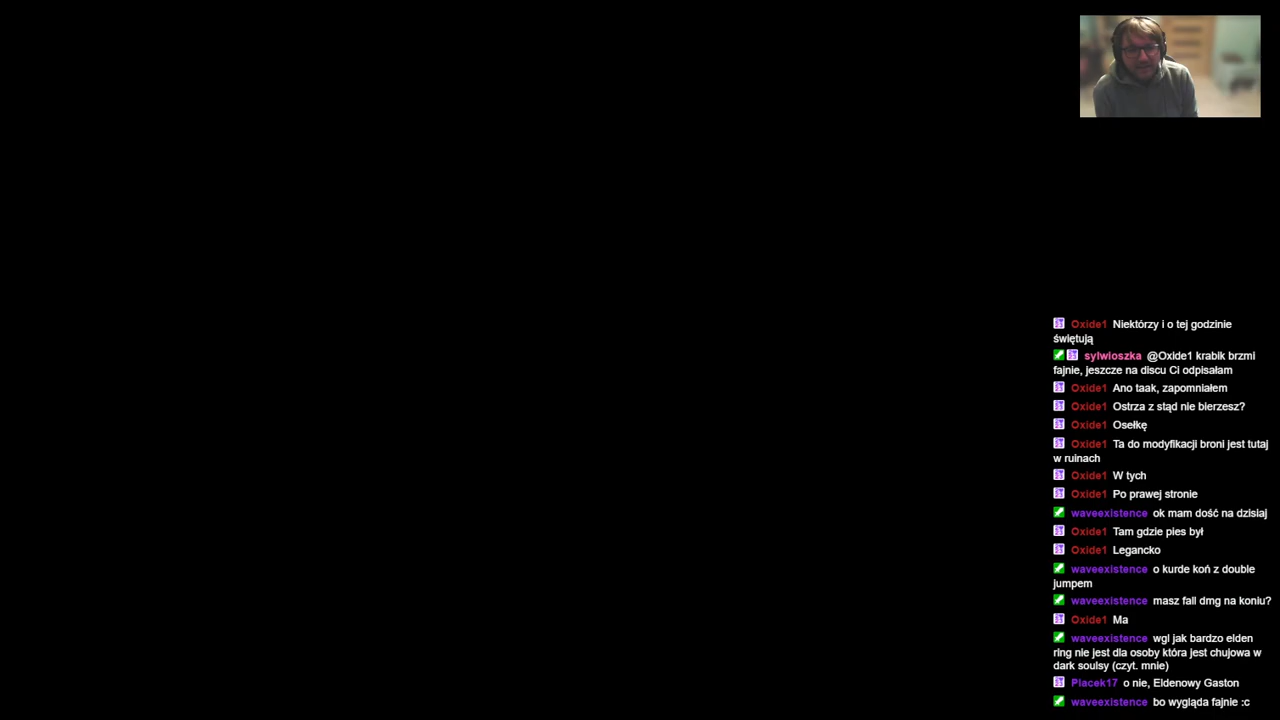 Oxide1 Niektórzy i o tej godzinie
świętują
sylwioszka @Oxide1 krabik brzmi
fajnie, jeszcze na discu Ci odpisałam
Oxide1 Ano taak, zapomniałem
Oxide1 Ostrza z stąd nie bierzesz?
Oxide1 Osełkę
Oxide1 Ta do modyfikacji broni jest tutaj
w ruinach
Oxide1 W tych
Oxide1 Po prawej stronie
waveexistence ok mam dość na dzisiaj
Oxide1 Tam gdzie pies był
Oxide1 Legancko
waveexistence o kurde koń z double
jumpem
waveexistence masz fall dmg na koniu?
Oxide1 Ma
waveexistence wgl jak bardzo elden
ring nie jest dla osoby która jest chujowa w
dark soulsy (czyt. mnie)
Placek17 o nie, Eldenowy Gaston
waveexistence bo wygląda fajnie :c